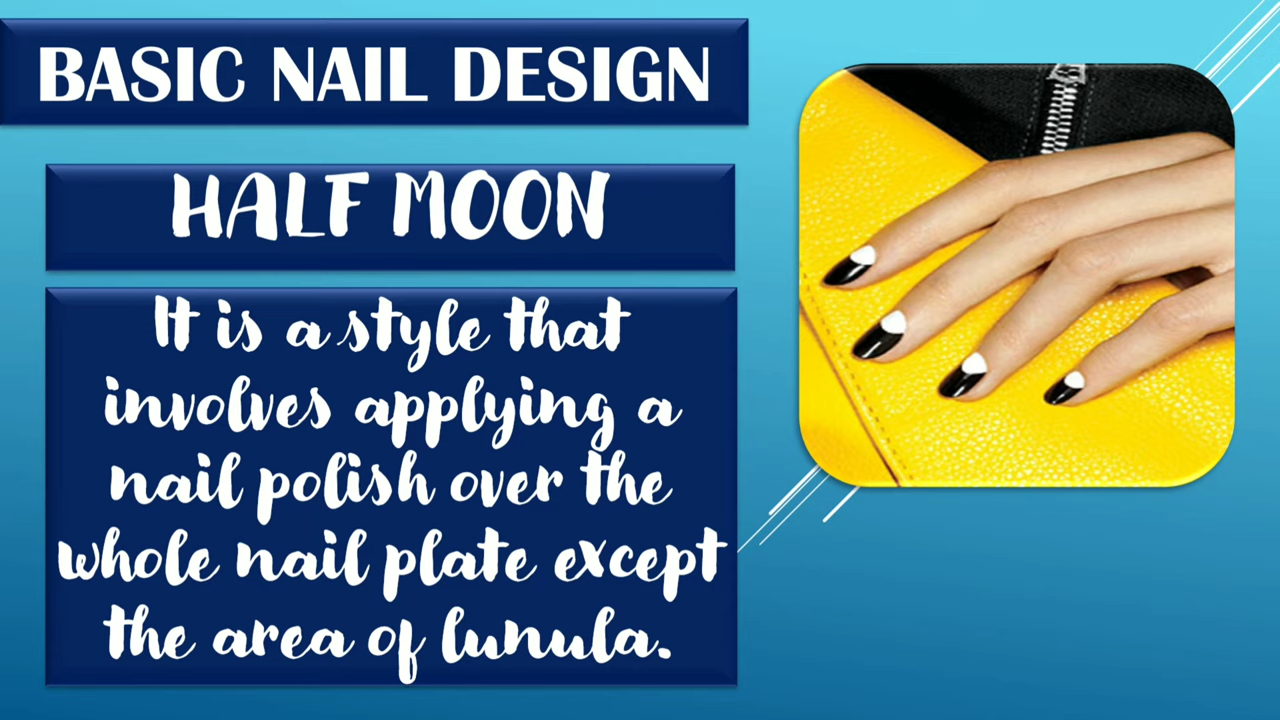 BASIC NAIL DESIGN
HALF MOON
It is a style that
involves applying a
nail polish over the
whole nail plate except
the area of lunula.